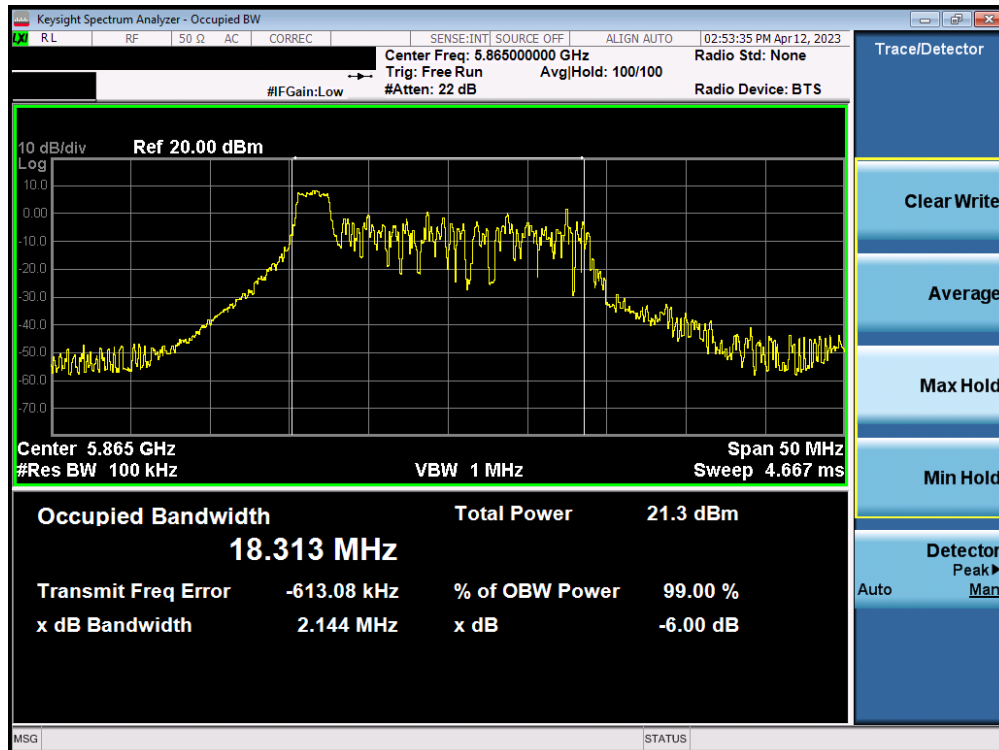 Keysight Spectrum Analyzer - Occupied BW
LXI RL RF 50 Ω AC CORREC SENSE:INT SOURCE OFF ALIGN AUTO 02:53:35 PM Apr 12, 2023
Center Freq: 5.865000000 GHz Radio Std: None
Trig: Free Run Avg|Hold: 100/100
#IFGain:Low #Atten: 22 dB Radio Device: BTS
Trace/Detector
10 dB/div Ref 20.00 dBm
Log
10.0
0.00
-10.0
-20.0
-30.0
-40.0
-50.0
-60.0
-70.0
Center 5.865 GHz Span 50 MHz
#Res BW 100 kHz VBW 1 MHz Sweep 4.667 ms
Occupied Bandwidth Total Power 21.3 dBm
18.313 MHz
Transmit Freq Error -613.08 kHz % of OBW Power 99.00 %
x dB Bandwidth 2.144 MHz x dB -6.00 dB
Clear Write
Average
Max Hold
Min Hold
Detector
Peak▶
Auto Man
MSG STATUS